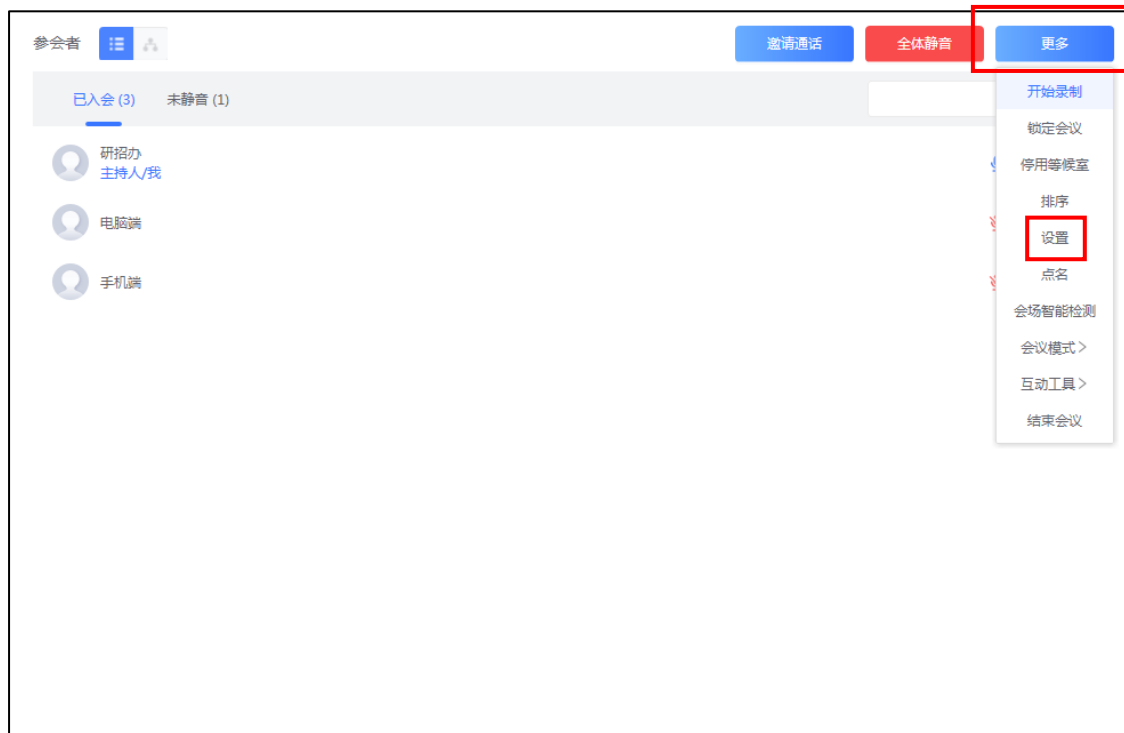 参会者
邀请通话
全体静音
更多
已入会 (3)
未静音 (1)
开始录制
锁定会议
停用等候室
排序
设置
点名
会场智能检测
会议模式 >
互动工具 >
结束会议
研招办
主持人/我
电脑端
手机端